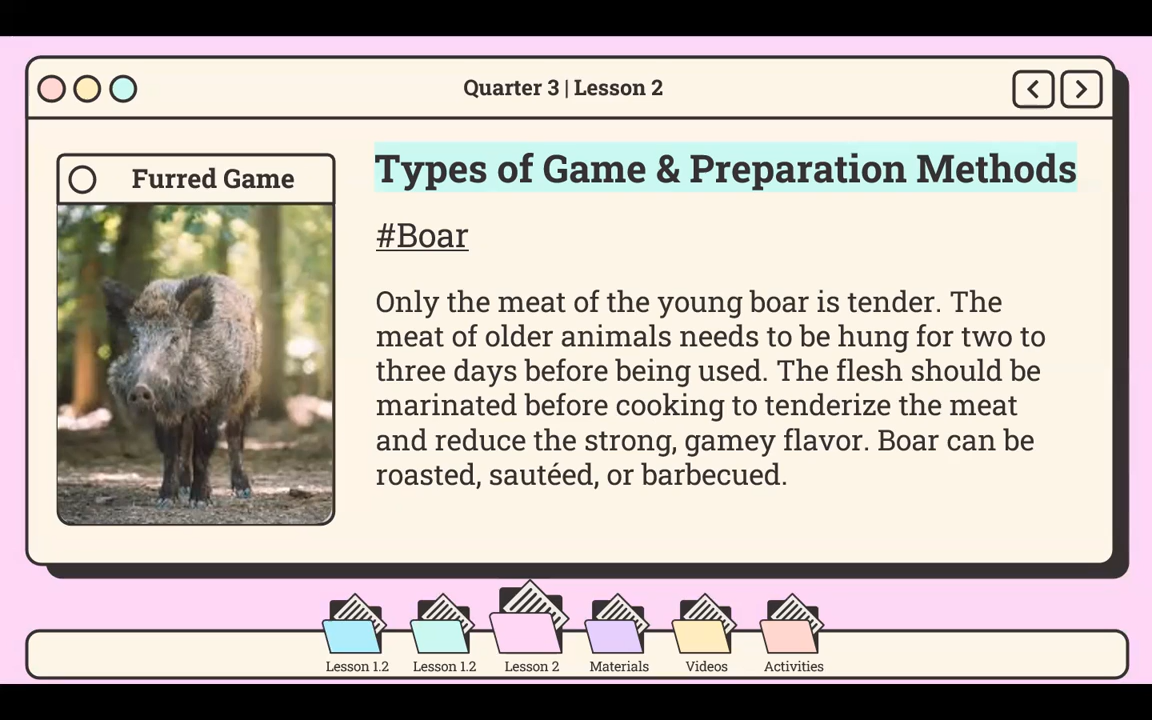 Quarter 3 | Lesson 2
Furred Game
Types of Game & Preparation Methods
#Boar
Only the meat of the young boar is tender. The
meat of older animals needs to be hung for two to
three days before being used. The flesh should be
marinated before cooking to tenderize the meat
and reduce the strong, gamey flavor. Boar can be
roasted, sautéed, or barbecued.
Lesson 1.2
Lesson 1.2
Lesson 2
Materials
Videos
Activities